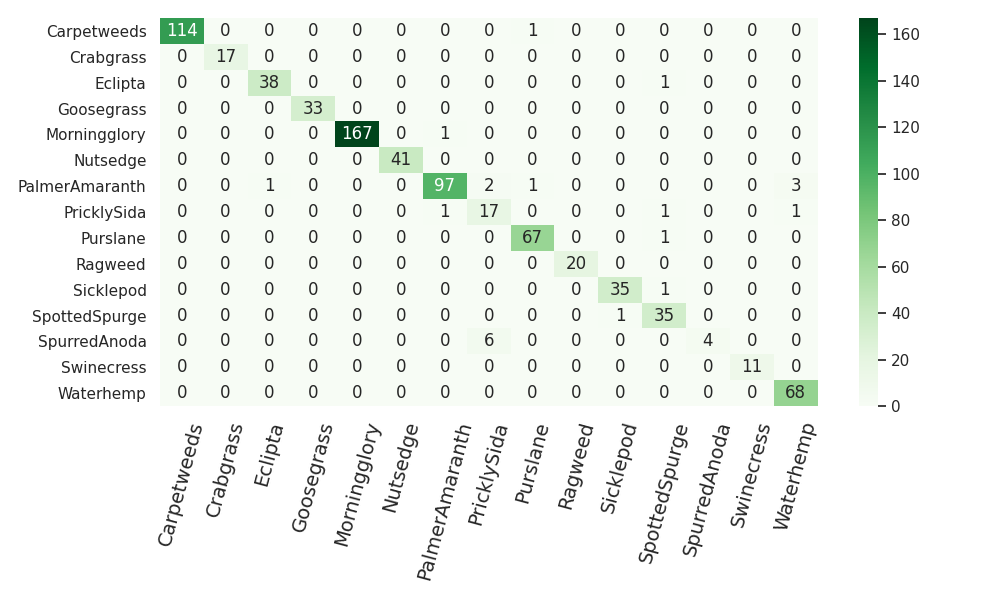 Carpetweeds 114 0 0 0 0 0 0 0 1 0 0 0 0 0 0
Crabgrass 0 17 0 0 0 0 0 0 0 0 0 0 0 0 0
Eclipta 0 0 38 0 0 0 0 0 0 0 0 1 0 0 0
Goosegrass 0 0 0 33 0 0 0 0 0 0 0 0 0 0 0
Morningglory 0 0 0 0 167 0 1 0 0 0 0 0 0 0 0
Nutsedge 0 0 0 0 0 41 0 0 0 0 0 0 0 0 0
PalmerAmaranth 0 0 1 0 0 0 97 2 1 0 0 0 0 0 3
PricklySida 0 0 0 0 0 0 1 17 0 0 0 1 0 0 1
Purslane 0 0 0 0 0 0 0 0 67 0 0 1 0 0 0
Ragweed 0 0 0 0 0 0 0 0 0 20 0 0 0 0 0
Sicklepod 0 0 0 0 0 0 0 0 0 0 35 1 0 0 0
SpottedSpurge 0 0 0 0 0 0 0 0 0 0 1 35 0 0 0
SpurredAnoda 0 0 0 0 0 0 0 6 0 0 0 0 4 0 0
Swinecress 0 0 0 0 0 0 0 0 0 0 0 0 0 11 0
Waterhemp 0 0 0 0 0 0 0 0 0 0 0 0 0 0 68
Carpetweeds
Crabgrass
Eclipta
Goosegrass
Morningglory
Nutsedge
PalmerAmaranth
PricklySida
Purslane
Ragweed
Sicklepod
SpottedSpurge
SpurredAnoda
Swinecress
Waterhemp
160
140
120
100
80
60
40
20
0